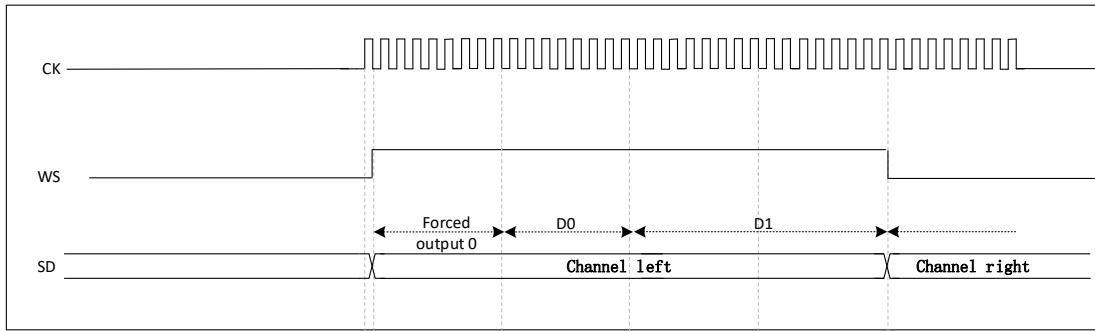 CK
WS
Forced
output 0
D0
D1
SD
Channel left
Channel right